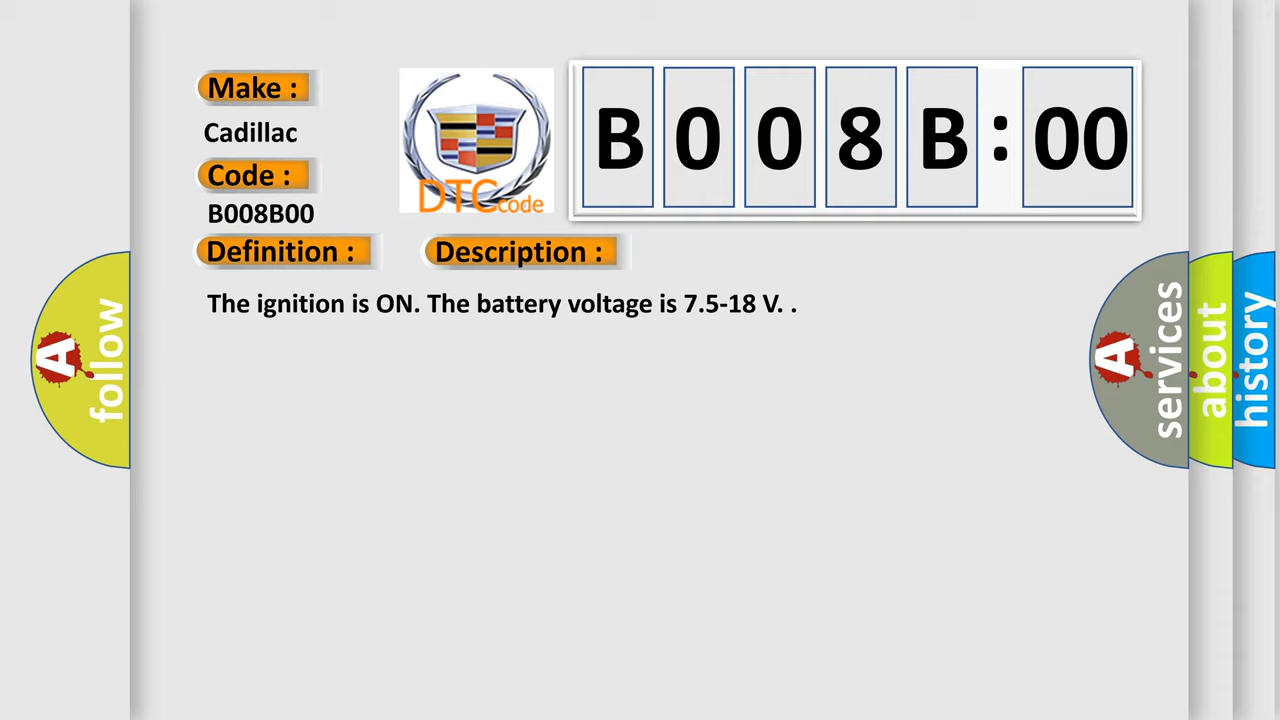 Make :
Cadillac
Code :
B008B00
Definition :
Description :
The ignition is ON. The battery voltage is 7.5-18 V. .
DTCcode
B 0 0 8 B : 00
A follow
A services
about
history